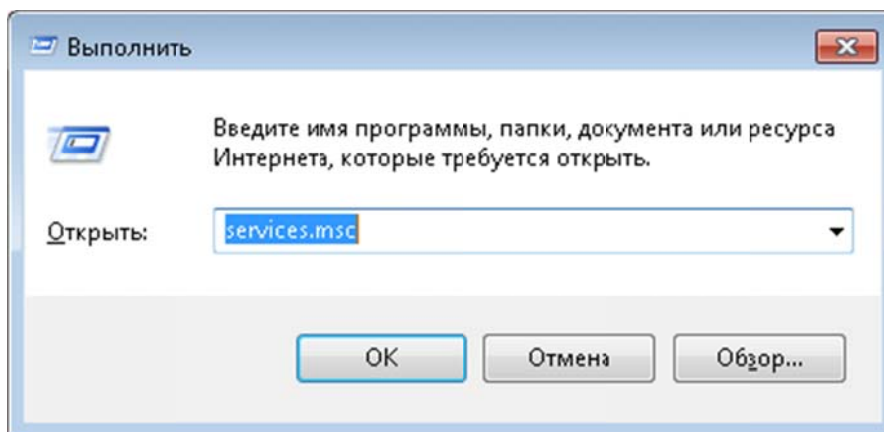 Выполнить
Введите имя программы, папки, документа или ресурса
Интернета, которые требуется открыть.
Открыть: services.msc
OK Отмена Обзор...